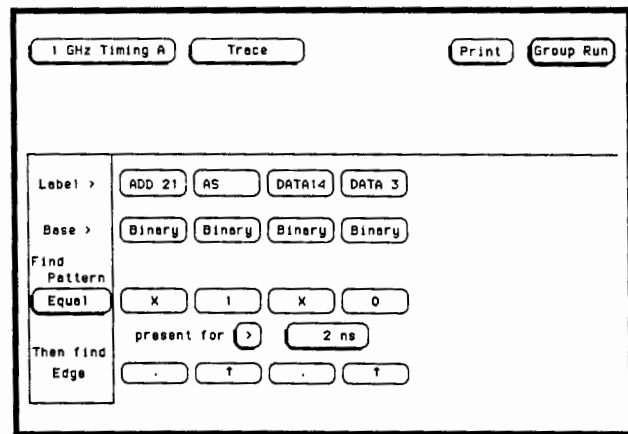 1 GHz Timing A Trace Print Group Run
Label > ADD 21 AS DATA14 DATA 3
Base > Binary Binary Binary Binary
Find
Pattern
Equal X 1 X 0
present for > 2 ns
Then find
Edge . ↑ . ↑